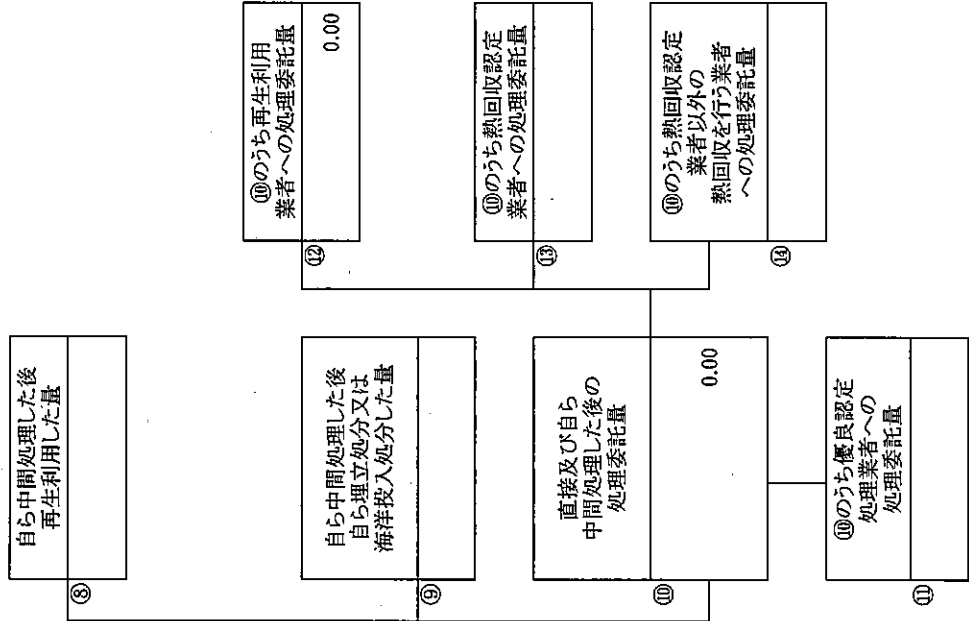 ⑧
自ら中間処理した後
再生利用した量
⑨
自ら中間処理した後
自ら埋立処分又は
海洋投入処分した量
⑩
直接及び自ら
中間処理した後の
処理委託量
0.00
⑪
⑩のうち優良認定
処理業者への
処理委託量
⑫
⑩のうち再生利用
業者への処理委託量
0.00
⑬
⑩のうち熱回収認定
業者への処理委託量
⑭
⑩のうち熱回収認定
業者以外の
熱回収を行う業者
への処理委託量